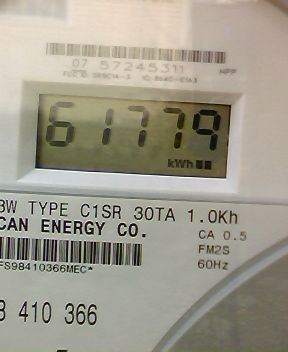 07 57245311
61779
kWh
3W TYPE C1SR 30TA 1.0Kh
CAN ENERGY CO.
CA 0.5
FM2S
FS98410366MEC*
60Hz
410 366